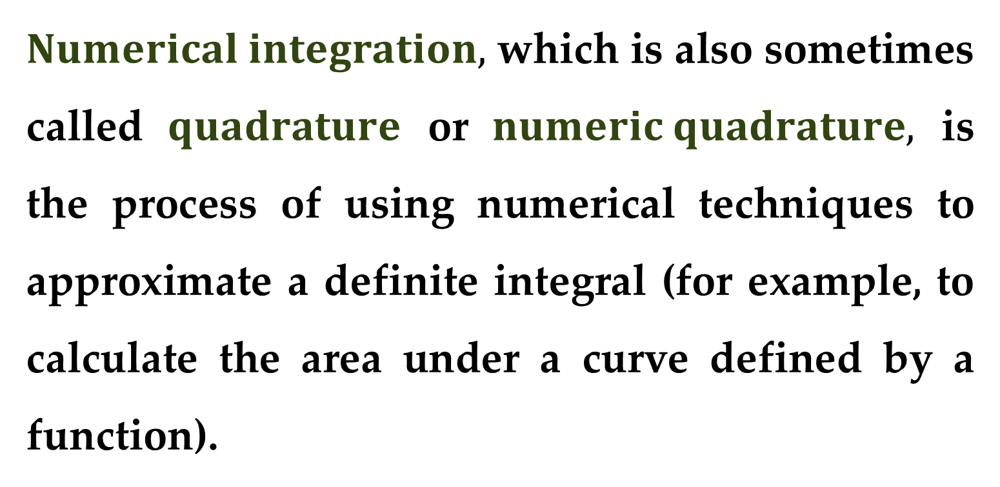 Numerical integration, which is also sometimes
called quadrature or numeric quadrature, is
the process of using numerical techniques to
approximate a definite integral (for example, to
calculate the area under a curve defined by a
function).